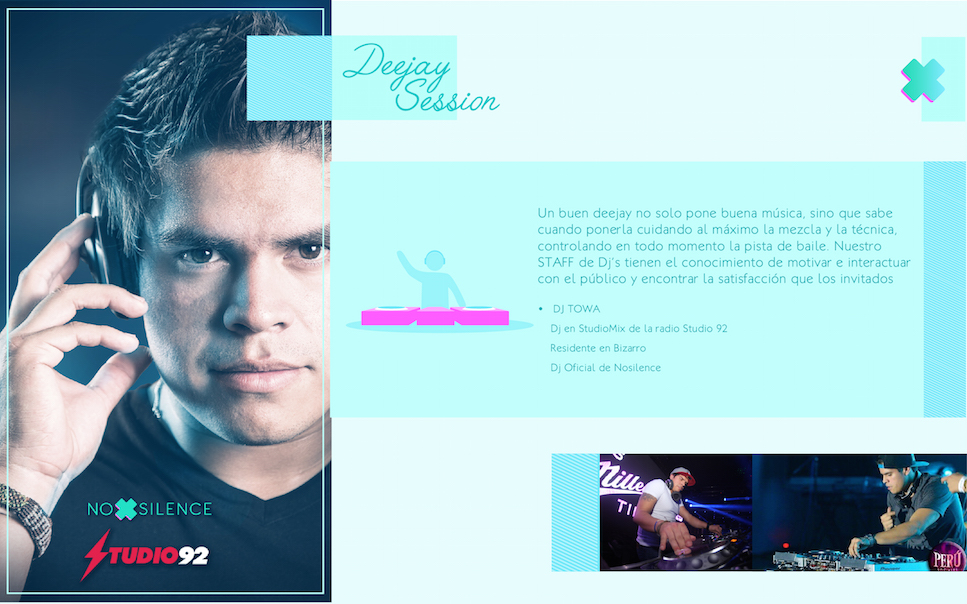 Deejay
Session
Un buen deejay no solo pone buena música, sino que sabe
cuando ponerla cuidando al máximo la mezcla y la técnica,
controlando en todo momento la pista de baile. Nuestro
STAFF de Dj's tienen el conocimiento de motivar e interactuar
con el público y encontrar la satisfacción que los invitados
• DJ TOWA
Dj en StudioMix de la radio Studio 92
Residente en Bizarro
Dj Oficial de Nosilence
NOXSILENCE
STUDIO92
Mille
TI
PERÚ